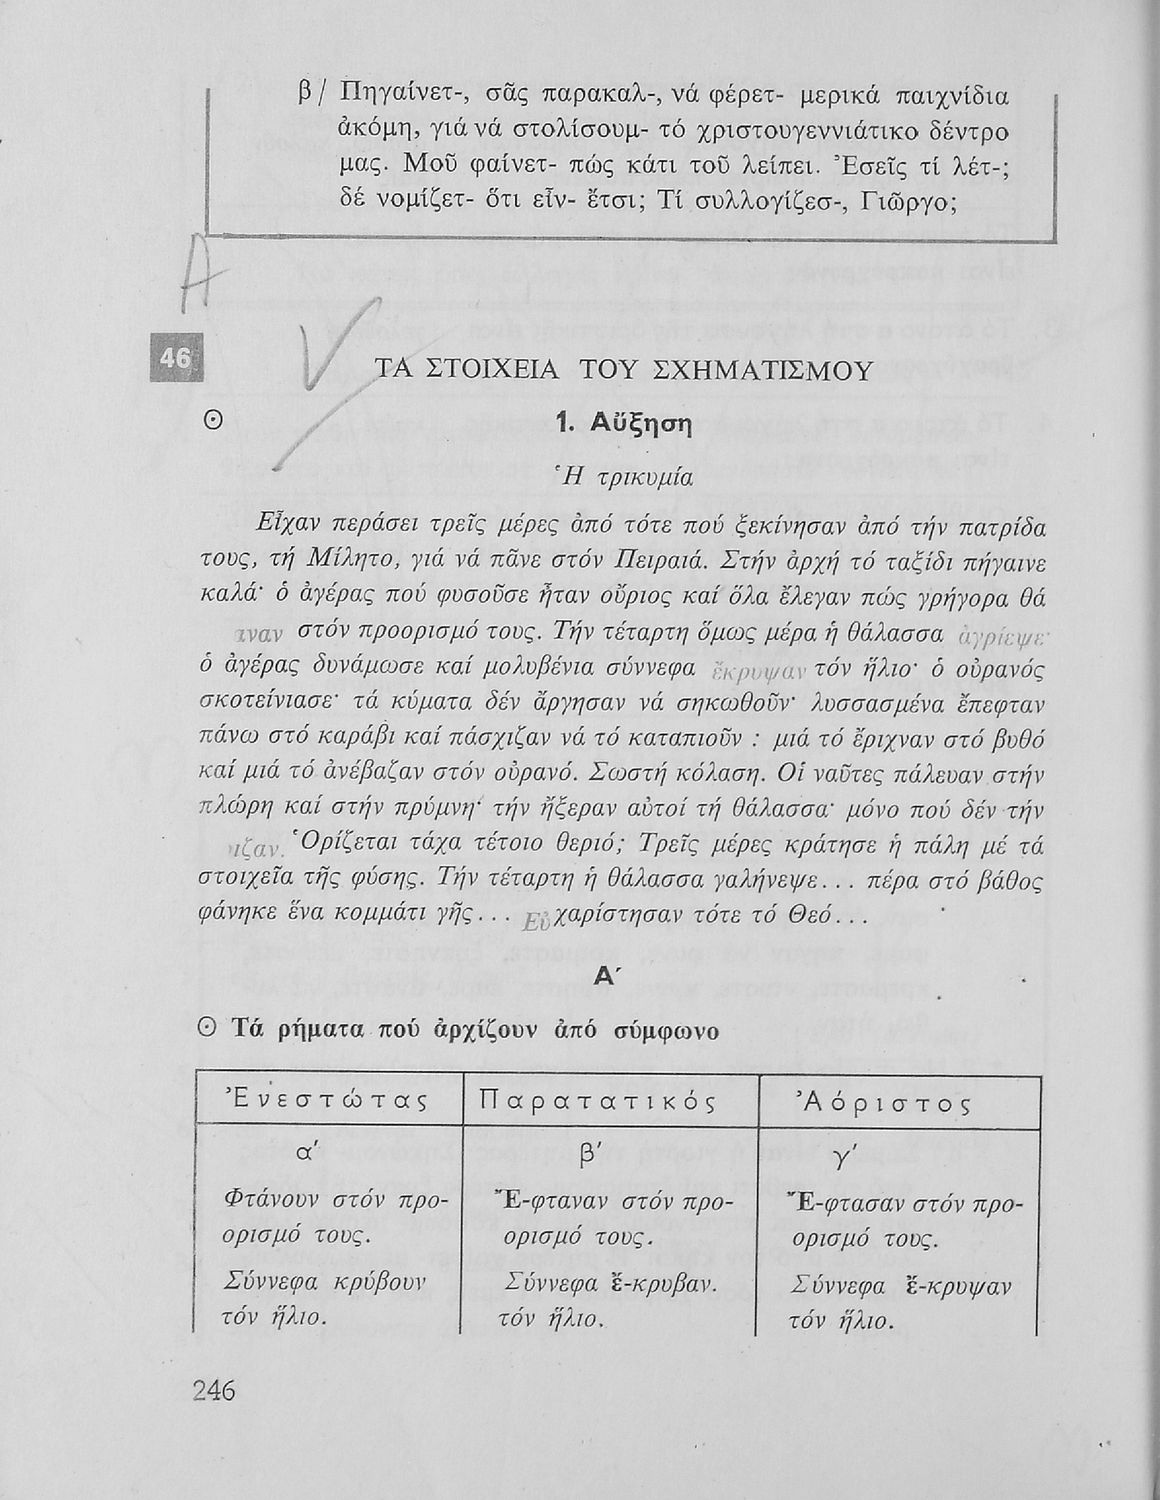 β/ Πηγαίνετ-, σᾶς παρακαλ-, νά φέρετ- μερικά παιχνίδια
ἀκόμη, γιά νά στολίσουμ- τό χριστουγεννιάτικο δέντρο
μας. Μοῦ φαίνετ- πώς κάτι τοῦ λείπει. Ἐσεῖς τί λέτ-;
δέ νομίζετ- ὅτι εἶν- ἔτσι; Τί συλλογίζεσ-, Γιῶργο;
Α
46
ΤΑ ΣΤΟΙΧΕΙΑ ΤΟΥ ΣΧΗΜΑΤΙΣΜΟΥ
1. Αὔξηση
Ἡ τρικυμία
Εἶχαν περάσει τρεῖς μέρες ἀπό τότε πού ξεκίνησαν ἀπό τήν πατρίδα
τους, τή Μίλητο, γιά νά πᾶνε στόν Πειραιά. Στήν ἀρχή τό ταξίδι πήγαινε
καλά· ὁ ἀγέρας πού φυσοῦσε ἦταν οὔριος καί ὅλα ἔλεγαν πώς γρήγορα θά
στόν προορισμό τους. Τήν τέταρτη ὅμως μέρα ἡ θάλασσα ἀγρίεψε·
ὁ ἀγέρας δυνάμωσε καί μολυβένια σύννεφα ἔκρυψαν τόν ἥλιο· ὁ οὐρανός
σκοτείνιασε· τά κύματα δέν ἄργησαν νά σηκωθοῦν· λυσσασμένα ἔπεφταν
πάνω στό καράβι καί πάσχιζαν νά τό καταπιοῦν : μιά τό ἔριχναν στό βυθό
καί μιά τό ἀνέβαζαν στόν οὐρανό. Σωστή κόλαση. Οἱ ναῦτες πάλευαν στήν
πλώρη καί στήν πρύμνη· τήν ἤξεραν αὐτοί τή θάλασσα· μόνο πού δέν τήν
Ὁρίζεται τάχα τέτοιο θεριό; Τρεῖς μέρες κράτησε ἡ πάλη μέ τά
στοιχεῖα τῆς φύσης. Τήν τέταρτη ἡ θάλασσα γαλήνεψε... πέρα στό βάθος
φάνηκε ἕνα κομμάτι γῆς... Εὐχαρίστησαν τότε τό Θεό...
Α΄
⊙ Τά ρήματα πού ἀρχίζουν ἀπό σύμφωνο
Ἐνεστώτας Παρατατικός Ἀόριστος
α΄ β΄ γ΄
Φτάνουν στόν προ- Ἔ-φταναν στόν προ- Ἔ-φτασαν στόν προ-
ορισμό τους. ορισμό τους. ορισμό τους.
Σύννεφα κρύβουν Σύννεφα ἔ-κρυβαν. Σύννεφα ἔ-κρυψαν
τόν ἥλιο. τόν ἥλιο. τόν ἥλιο.
246